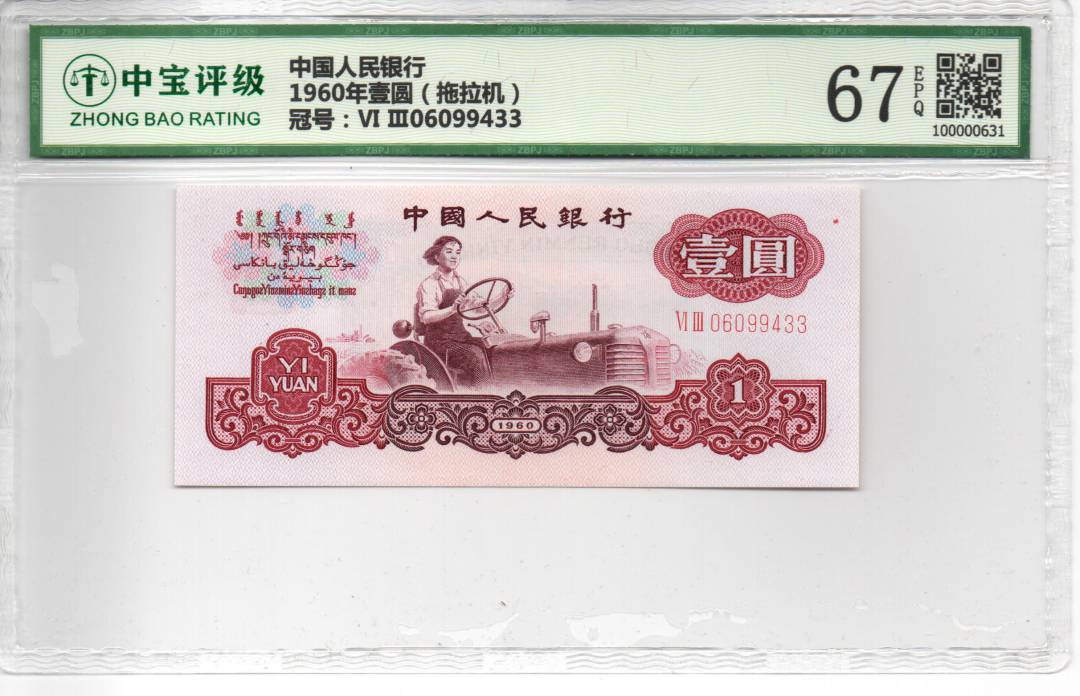 中宝评级
ZHONG BAO RATING
中国人民银行
1960年壹圆（拖拉机）
冠号：VI III06099433
67
EPQ
100000631
中國人民銀行
壹圓
VI III 06099433
YI
YUAN
1960
1